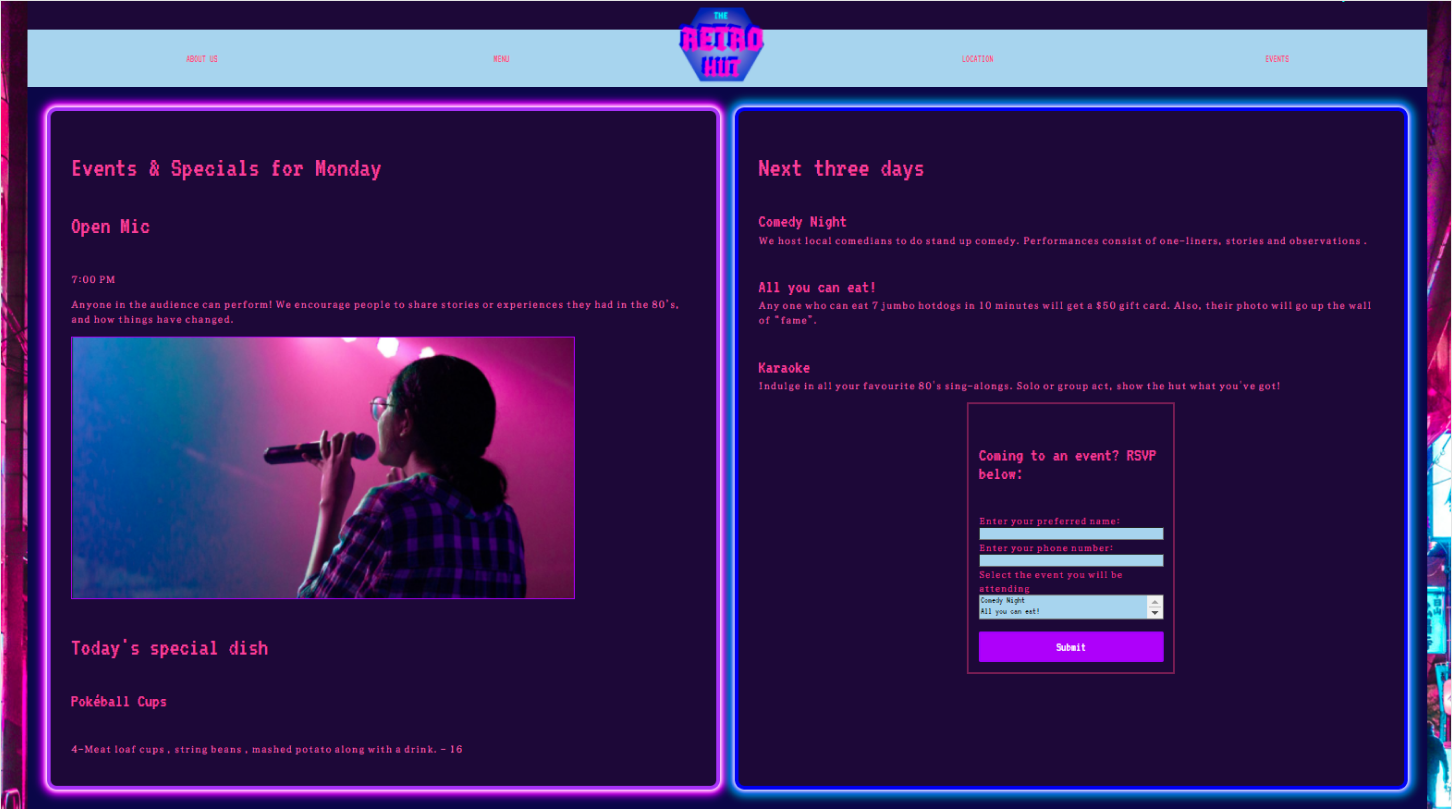 THE
RETRO
HUT
ABOUT US
MENU
LOCATION
EVENTS
Events & Specials for Monday
Open Mic
7:00 PM
Anyone in the audience can perform! We encourage people to share stories or experiences they had in the 80's,
and how things have changed.
Today's special dish
Pokéball Cups
4-Meat loaf cups , string beans , mashed potato along with a drink. - 16
Next three days
Comedy Night
We host local comedians to do stand up comedy. Performances consist of one-liners, stories and observations .
All you can eat!
Any one who can eat 7 jumbo hotdogs in 10 minutes will get a $50 gift card. Also, their photo will go up the wall
of "fame".
Karaoke
Indulge in all your favourite 80's sing-alongs. Solo or group act, show the hut what you've got!
Coming to an event? RSVP
below:
Enter your preferred name:
Enter your phone number:
Select the event you will be
attending
Comedy Night
All you can eat!
Submit